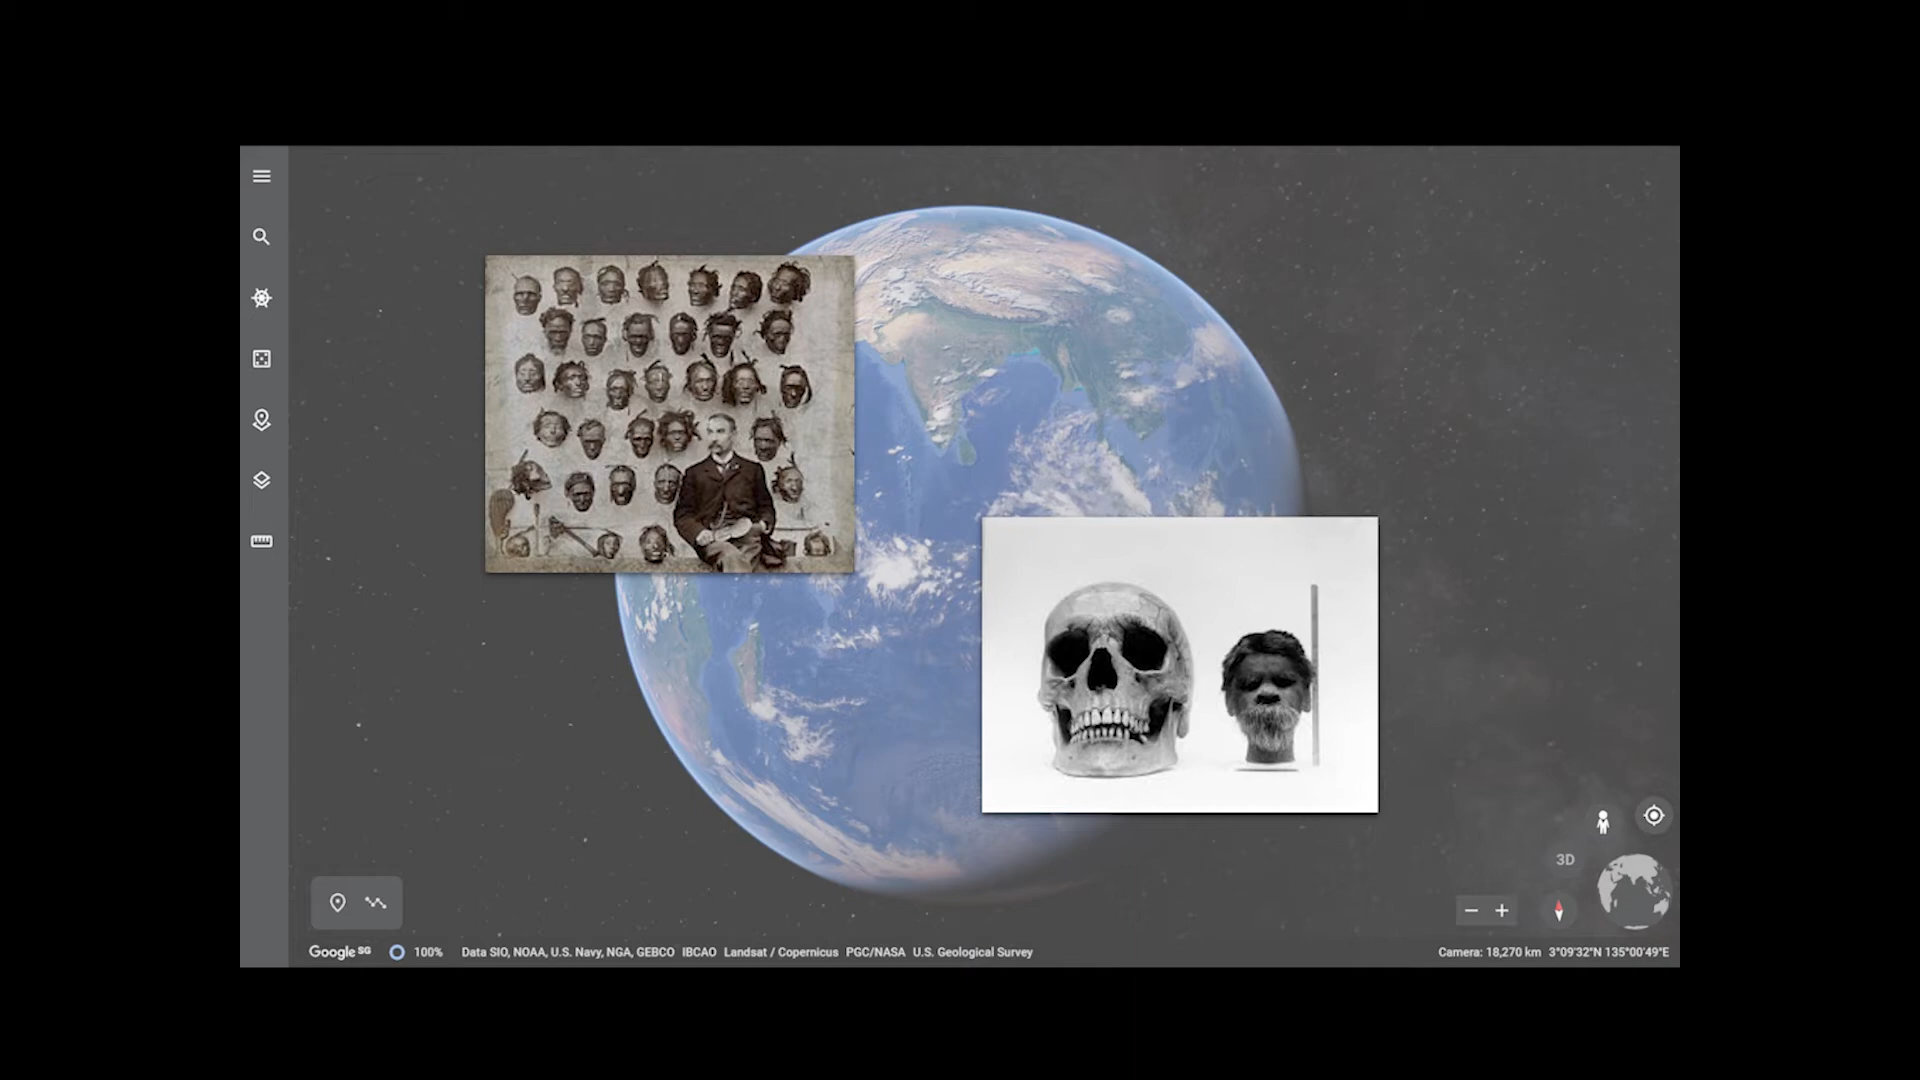 3D
Google SG 100% Data SIO, NOAA, U.S. Navy, NGA, GEBCO IBCAO Landsat / Copernicus PGC/NASA U.S. Geological Survey Camera: 18,270 km 3°09'32"N 135°00'49"E